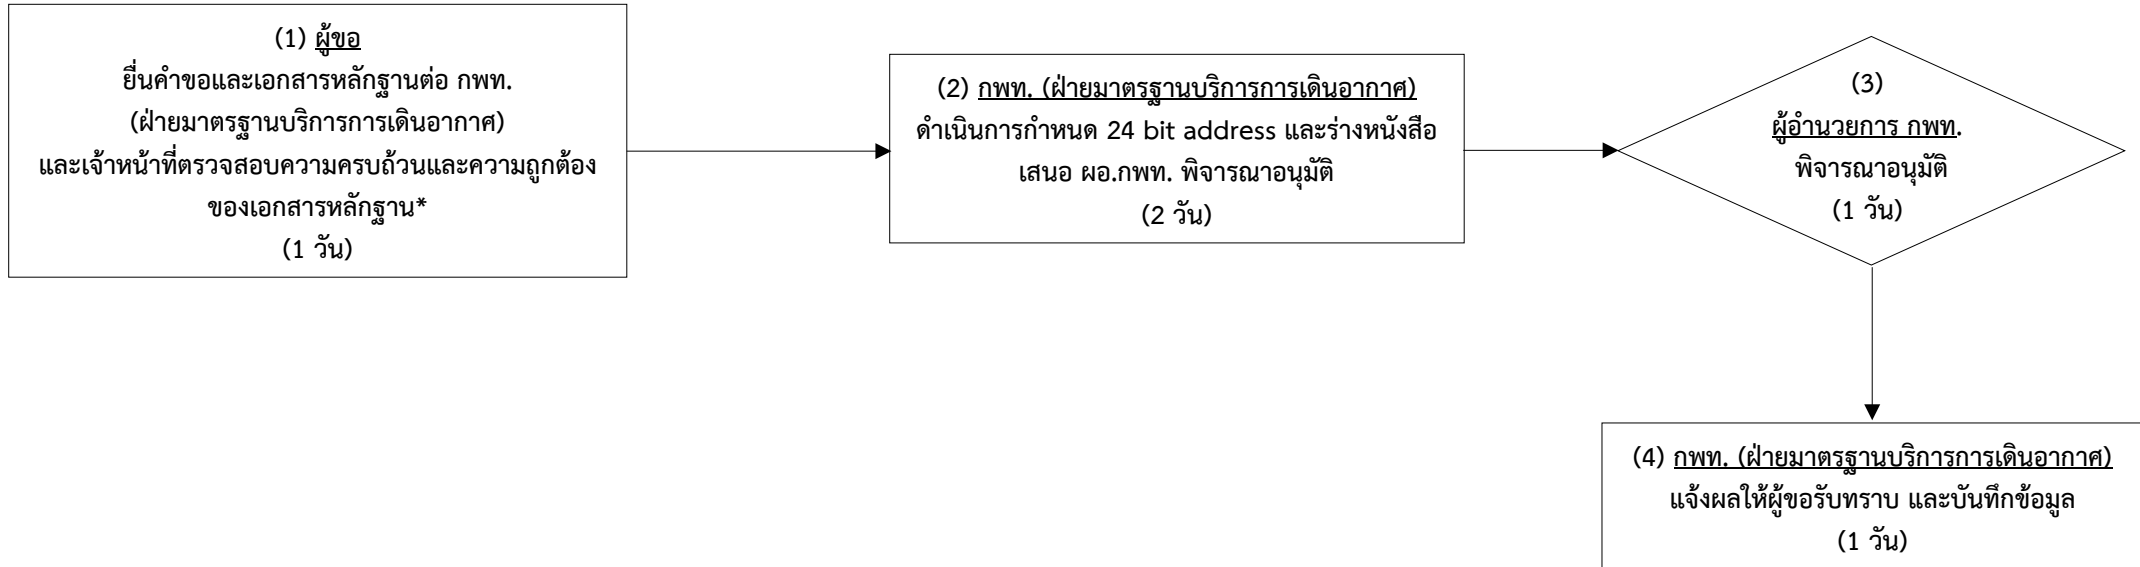 (1) ผู้ขอ
ยื่นคำขอและเอกสารหลักฐานต่อ กพท.
(ฝ่ายมาตรฐานบริการการเดินอากาศ)
และเจ้าหน้าที่ตรวจสอบความครบถ้วนและความถูกต้อง
ของเอกสารหลักฐาน*
(1 วัน)
(2) กพท. (ฝ่ายมาตรฐานบริการการเดินอากาศ)
ดำเนินการกำหนด 24 bit address และร่างหนังสือ
เสนอ ผอ.กพท. พิจารณาอนุมัติ
(2 วัน)
(3)
ผู้อำนวยการ กพท.
พิจารณาอนุมัติ
(1 วัน)
(4) กพท. (ฝ่ายมาตรฐานบริการการเดินอากาศ)
แจ้งผลให้ผู้ขอรับทราบ และบันทึกข้อมูล
(1 วัน)